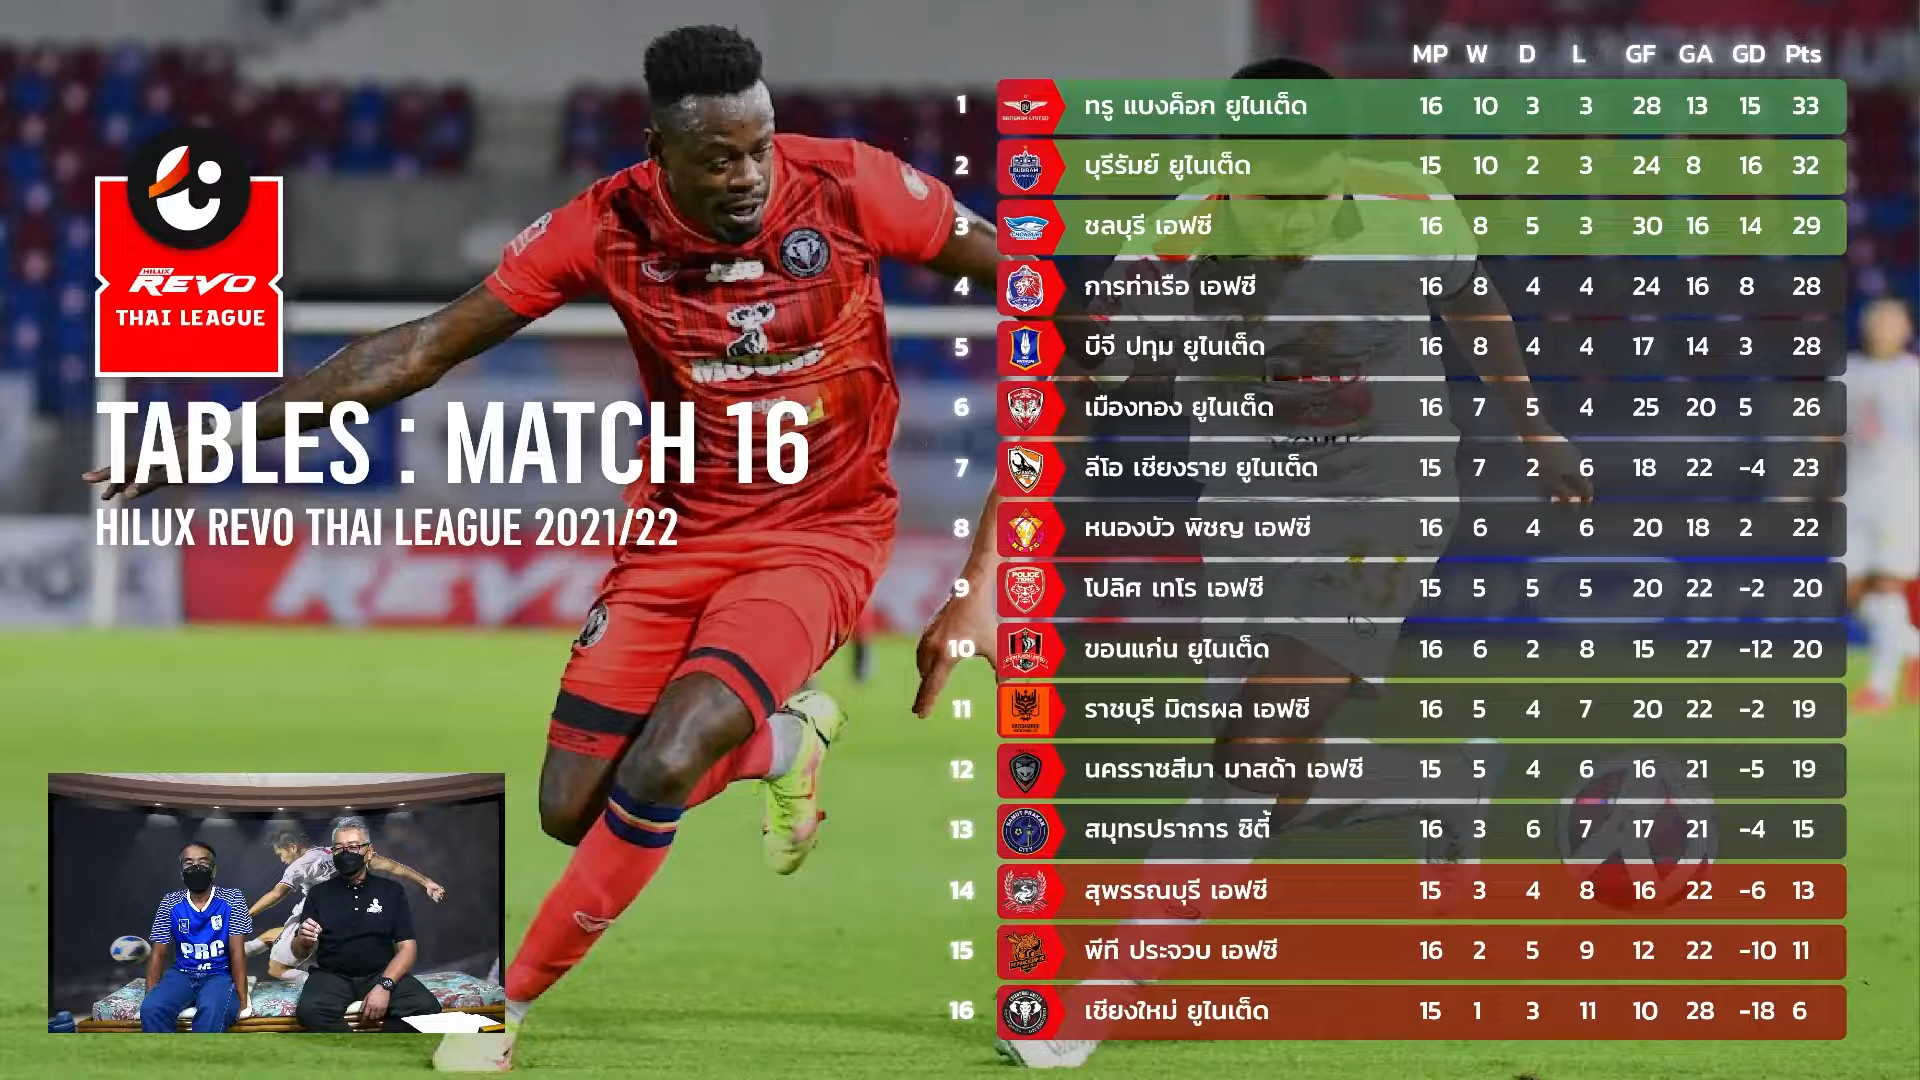 HILUX
REVO
THAI LEAGUE
TABLES : MATCH 16
HILUX REVO THAI LEAGUE 2021/22
MP W D L GF GA GD Pts
1 ทรู แบงค็อก ยูไนเต็ด 16 10 3 3 28 13 15 33
2 บุรีรัมย์ ยูไนเต็ด 15 10 2 3 24 8 16 32
3 ชลบุรี เอฟซี 16 8 5 3 30 16 14 29
4 การท่าเรือ เอฟซี 16 8 4 4 24 16 8 28
5 บีจี ปทุม ยูไนเต็ด 16 8 4 4 17 14 3 28
6 เมืองทอง ยูไนเต็ด 16 7 5 4 25 20 5 26
7 ลีโอ เชียงราย ยูไนเต็ด 15 7 2 6 18 22 -4 23
8 หนองบัว พิชญ เอฟซี 16 6 4 6 20 18 2 22
9 โปลิศ เทโร เอฟซี 15 5 5 5 20 22 -2 20
10 ขอนแก่น ยูไนเต็ด 16 6 2 8 15 27 -12 20
11 ราชบุรี มิตรผล เอฟซี 16 5 4 7 20 22 -2 19
12 นครราชสีมา มาสด้า เอฟซี 15 5 4 6 16 21 -5 19
13 สมุทรปราการ ซิตี้ 16 3 6 7 17 21 -4 15
14 สุพรรณบุรี เอฟซี 15 3 4 8 16 22 -6 13
15 พีที ประจวบ เอฟซี 16 2 5 9 12 22 -10 11
16 เชียงใหม่ ยูไนเต็ด 15 1 3 11 10 28 -18 6
PRC